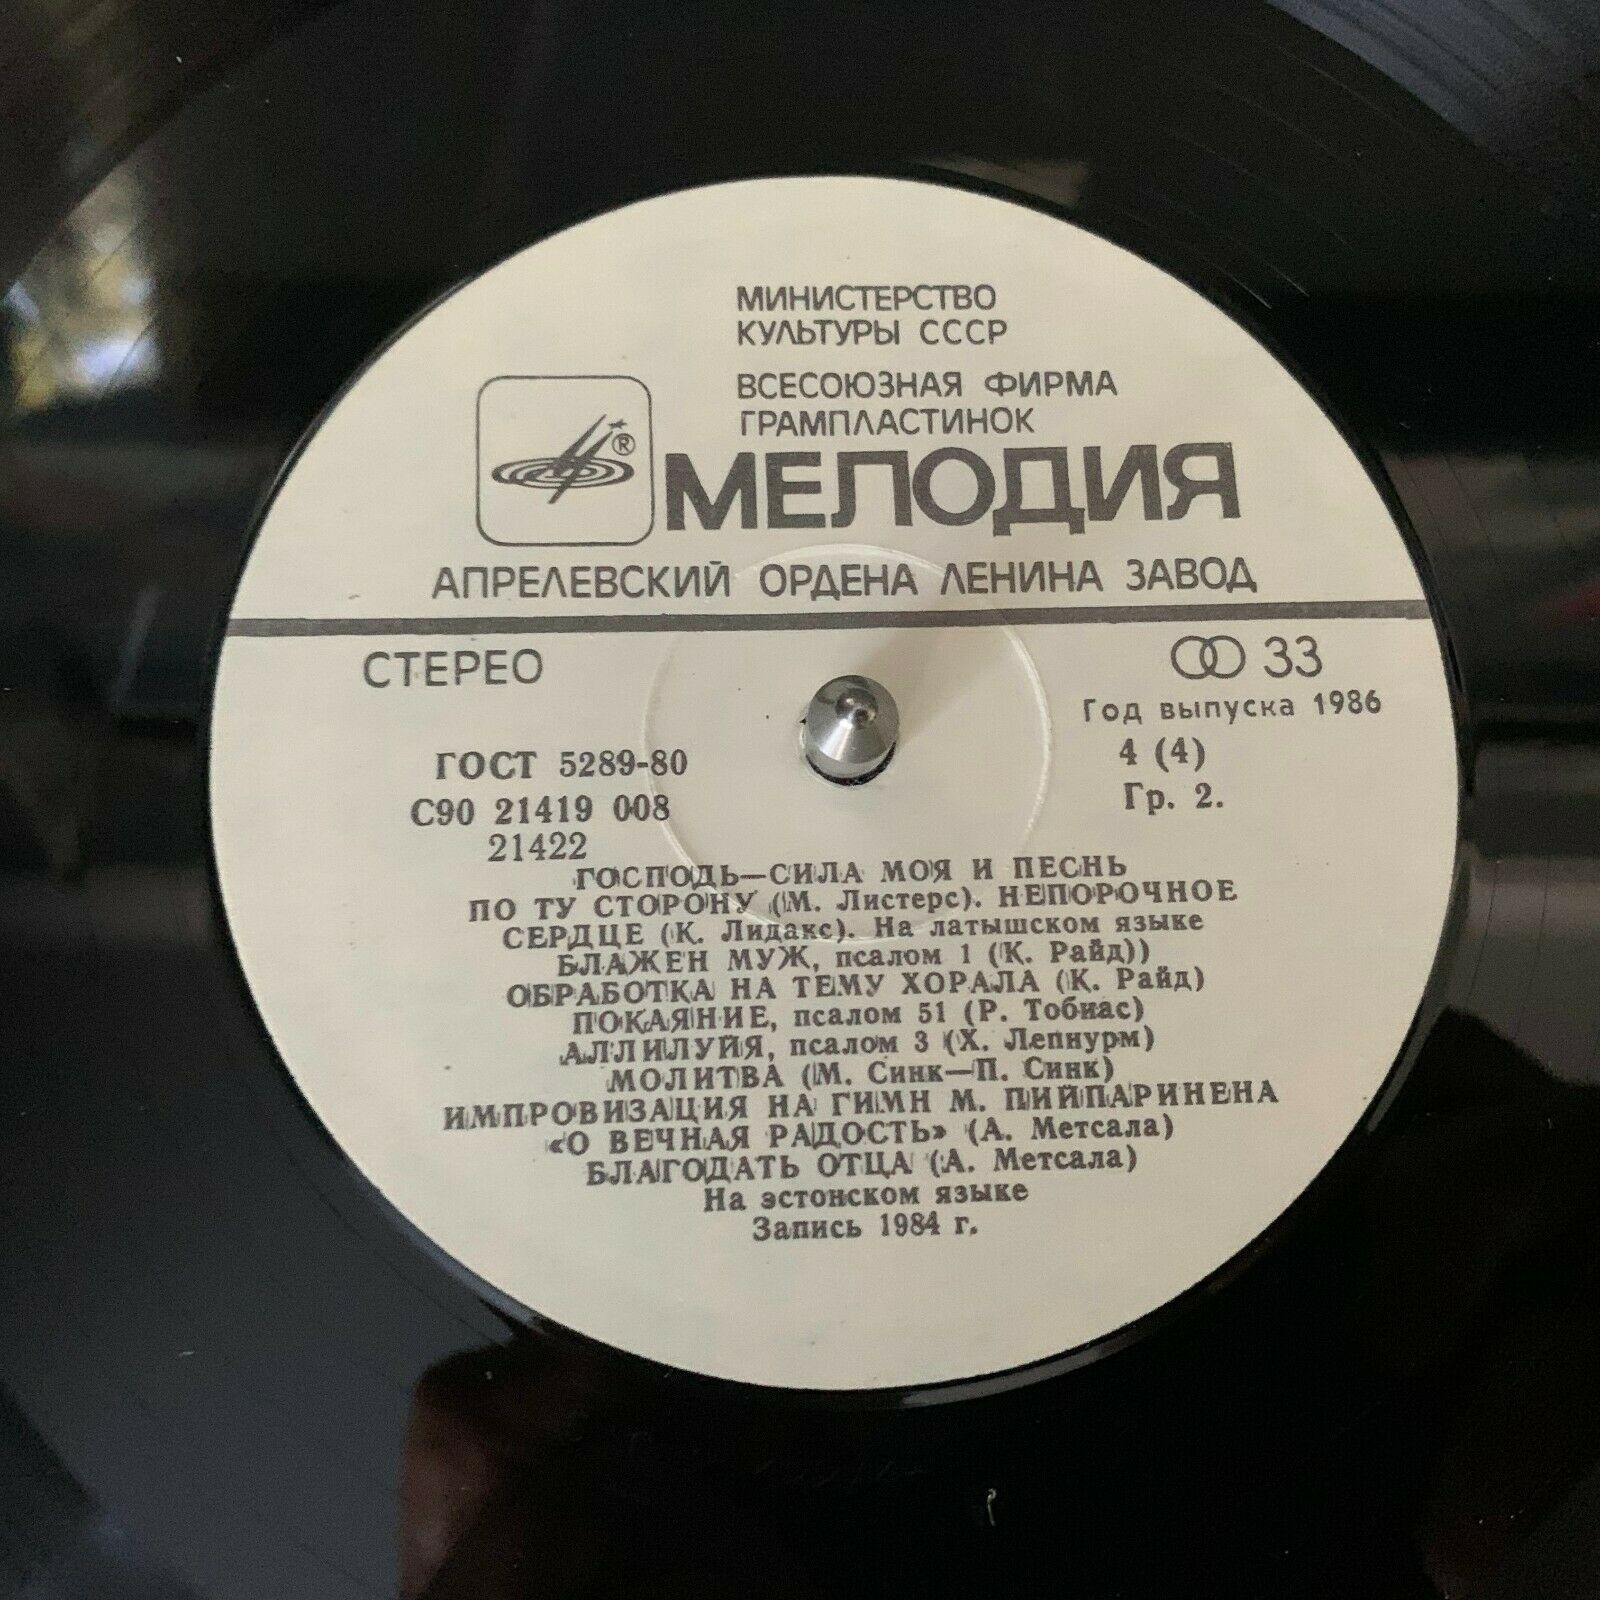 МИНИСТЕРСТВО
КУЛЬТУРЫ СССР
ВСЕСОЮЗНАЯ ФИРМА
ГРАМПЛАСТИНОК
®
МЕЛОДИЯ
АПРЕЛЕВСКИЙ ОРДЕНА ЛЕНИНА ЗАВОД
СТЕРЕО
33
Год выпуска 1986
ГОСТ 5289-80
4 (4)
С90 21419 008
Гр. 2.
21422
ГОСПОДЬ—СИЛА МОЯ И ПЕСНЬ
ПО ТУ СТОРОНУ (М. Листерс). НЕПОРОЧНОЕ
СЕРДЦЕ (К. Лидакс). На латышском языке
БЛАЖЕН МУЖ, псалом 1 (К. Райд))
ОБРАБОТКА НА ТЕМУ ХОРАЛА (К. Райд)
ПОКАЯНИЕ, псалом 51 (Р. Тобиас)
АЛЛИЛУЙЯ, псалом 3 (Х. Лепнурм)
МОЛИТВА (М. Синк—П. Синк)
ИМПРОВИЗАЦИЯ НА ГИМН М. ПИЙПАРИНЕНА
«О ВЕЧНАЯ РАДОСТЬ» (А. Метсала)
БЛАГОДАТЬ ОТЦА (А. Метсала)
На эстонском языке
Запись 1984 г.